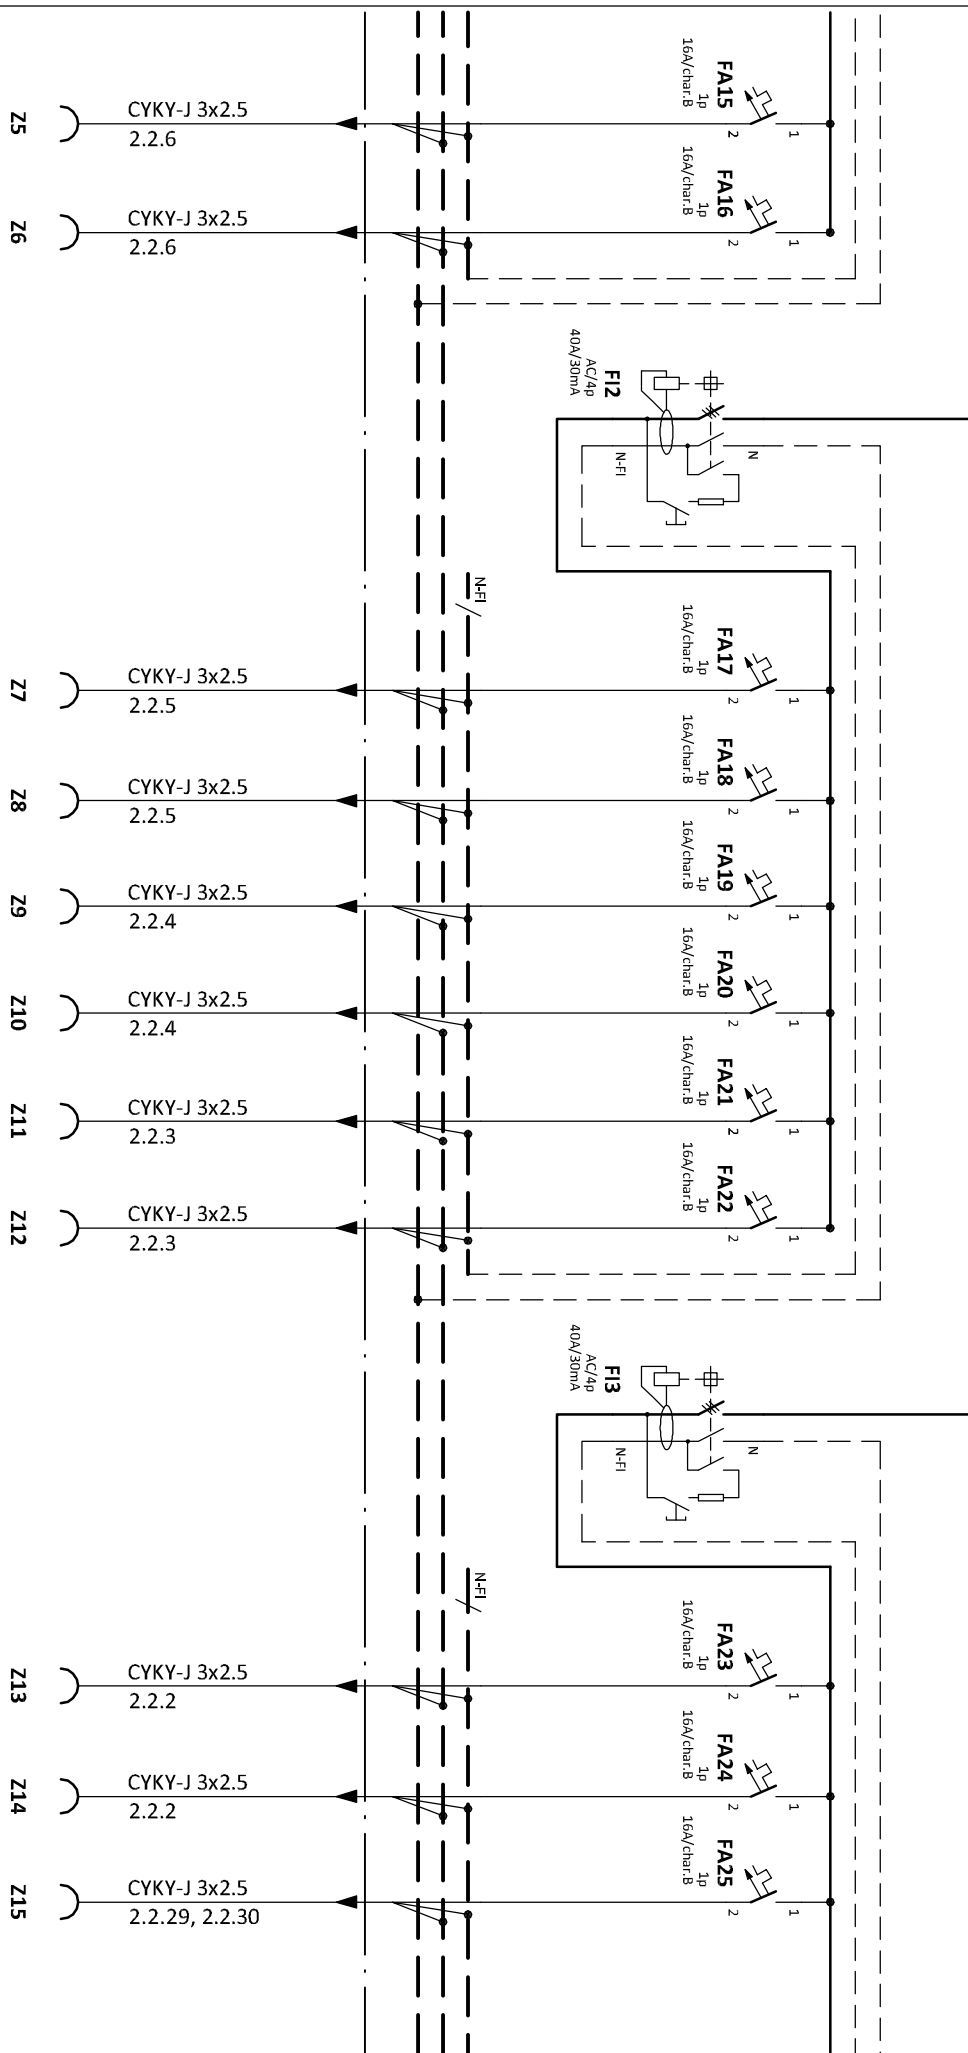 FA15
1p
16A/char.B
1
2
CYKY-J 3x2.5
2.2.6
Z5
FA16
1p
16A/char.B
1
2
CYKY-J 3x2.5
2.2.6
Z6
FI2
AC/4p
40A/30mA
N
N-FI
N-FI
FA17
1p
16A/char.B
1
2
CYKY-J 3x2.5
2.2.5
Z7
FA18
1p
16A/char.B
1
2
CYKY-J 3x2.5
2.2.5
Z8
FA19
1p
16A/char.B
1
2
CYKY-J 3x2.5
2.2.4
Z9
FA20
1p
16A/char.B
1
2
CYKY-J 3x2.5
2.2.4
Z10
FA21
1p
16A/char.B
1
2
CYKY-J 3x2.5
2.2.3
Z11
FA22
1p
16A/char.B
1
2
CYKY-J 3x2.5
2.2.3
Z12
FI3
AC/4p
40A/30mA
N
N-FI
N-FI
FA23
1p
16A/char.B
1
2
CYKY-J 3x2.5
2.2.2
Z13
FA24
1p
16A/char.B
1
2
CYKY-J 3x2.5
2.2.2
Z14
FA25
1p
16A/char.B
1
2
CYKY-J 3x2.5
2.2.29, 2.2.30
Z15